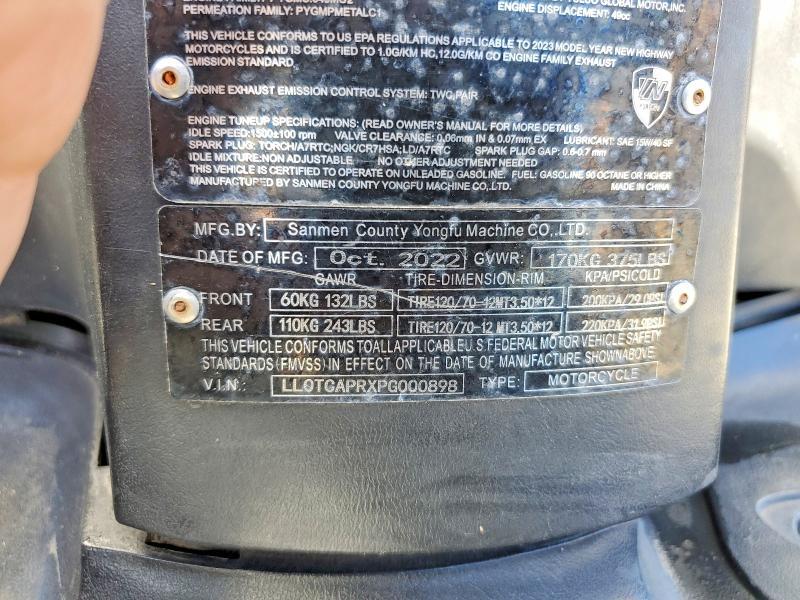 PERMEATION FAMILY: PYGMPMETALC1
GLOBAL MOTOR,INC.
ENGINE DISPLACEMENT: 49cc
THIS VEHICLE CONFORMS TO US EPA REGULATIONS APPLICABLE TO 2023 MODEL YEAR NEW HIGHWAY
MOTORCYCLES AND IS CERTIFIED TO 1.0G/KM HC,12.0G/KM CO ENGINE FAMILY EXHAUST
EMISSION STANDARD
ENGINE EXHAUST EMISSION CONTROL SYSTEM: TWC,PAIR
ENGINE TUNEUP SPECIFICATIONS: (READ OWNER'S MANUAL FOR MORE DETAILS)
IDLE SPEED:1500±100 rpm VALVE CLEARANCE: 0.06mm IN & 0.07mm EX LUBRICANT: SAE 15W/40 SF
SPARK PLUG: TORCH/A7RTC;NGK/CR7HSA;LD/A7RTC SPARK PLUG GAP: 0.6-0.7 mm
IDLE MIXTURE:NON ADJUSTABLE NO OTHER ADJUSTMENT NEEDED
THIS VEHICLE IS CERTIFIED TO OPERATE ON UNLEADED GASOLINE. FUEL: GASOLINE 90 OCTANE OR HIGHER
MANUFACTURED BY SANMEN COUNTY YONGFU MACHINE CO.,LTD. MADE IN CHINA
MFG.BY: Sanmen County Yongfu Machine CO.,LTD.
DATE OF MFG: Oct. 2022 GVWR: 170KG 375LBS
GAWR TIRE-DIMENSION-RIM KPA/PSICOLD
FRONT 60KG 132LBS TIRE120/70-12MT3.50*12 200KPA/29.0PSI
REAR 110KG 243LBS TIRE120/70-12 MT3.50*12 220KPA/31.9PSI
THIS VEHICLE CONFORMS TOALLAPPLICABLEU.S FEDERAL MOTOR VEHICLE SAFETY
STANDARDS(FMVSS) IN EFFECT ON THE DATE OF MANUFACTURE SHOWNABOVE
V.I.N: LL0TCAPRXPG000898 TYPE: MOTORCYCLE